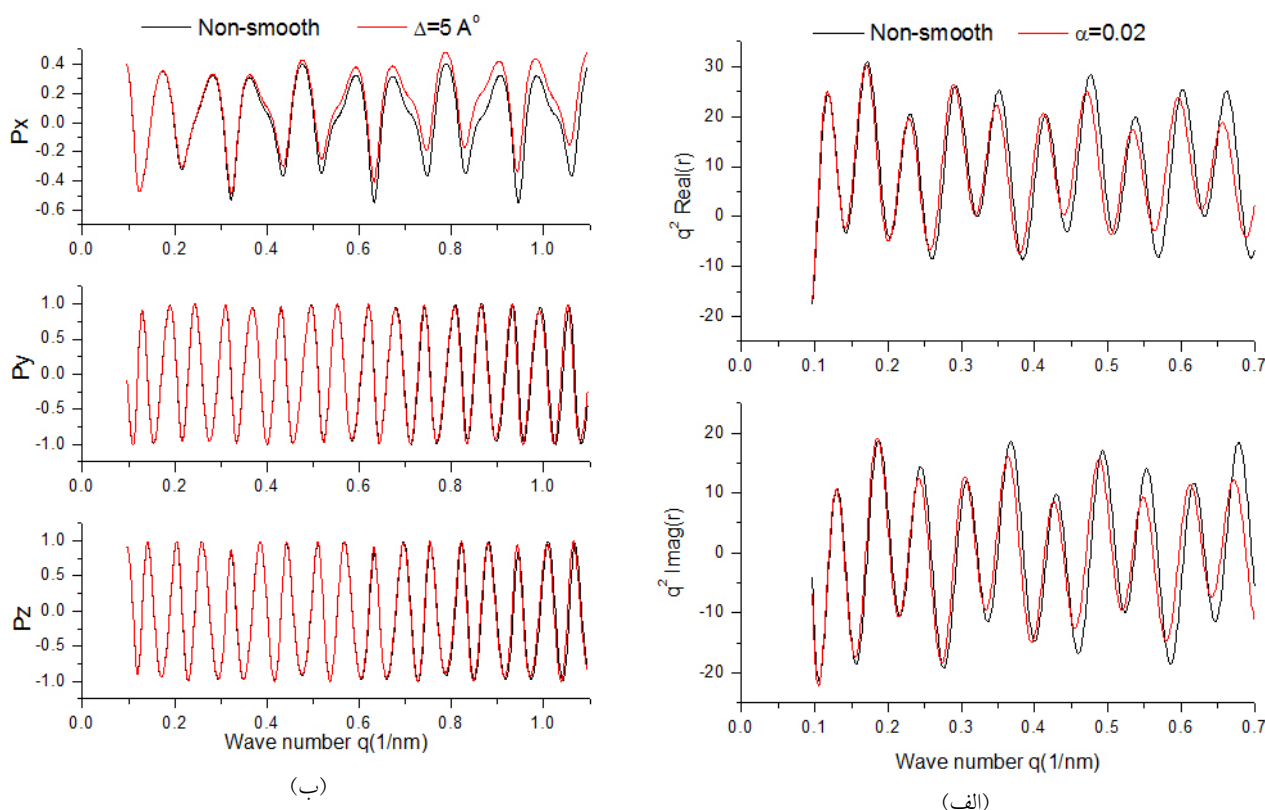 Non-smooth Δ=5 A°
Px
0.4
0.2
0.0
-0.2
-0.4
-0.6
0.0 0.2 0.4 0.6 0.8 1.0
Py
1.0
0.5
0.0
-0.5
-1.0
0.0 0.2 0.4 0.6 0.8 1.0
Pz
1.0
0.5
0.0
-0.5
-1.0
0.0 0.2 0.4 0.6 0.8 1.0
Wave number q(1/nm)
(ب)
Non-smooth α=0.02
q² Real(r)
30
20
10
0
-10
-20
0.0 0.1 0.2 0.3 0.4 0.5 0.6 0.7
q² Imag(r)
20
10
0
-10
-20
0.0 0.1 0.2 0.3 0.4 0.5 0.6 0.7
Wave number q(1/nm)
(الف)